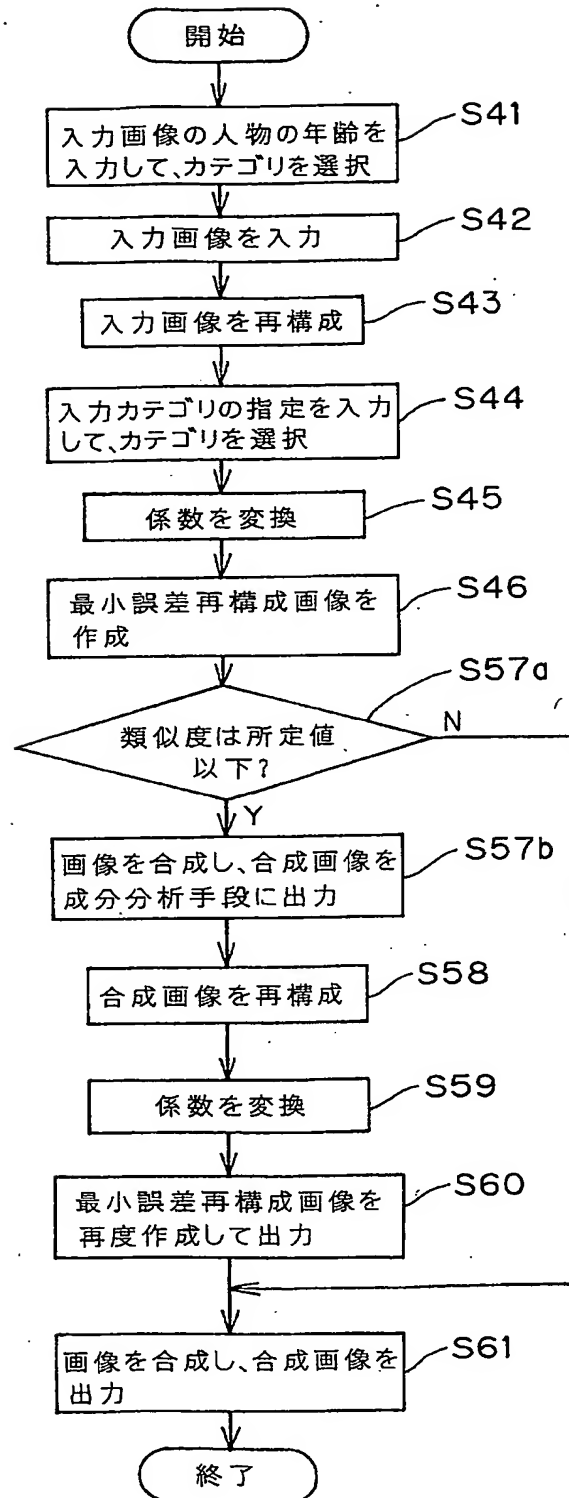 開始
S41
入力画像の人物の年齢を
入力して、カテゴリを選択
S42
入力画像を入力
S43
入力画像を再構成
S44
入力カテゴリの指定を入力
して、カテゴリを選択
S45
係数を変換
S46
最小誤差再構成画像を
作成
S57a
類似度は所定値
以下?
N
Y
S57b
画像を合成し、合成画像を
成分分析手段に出力
S58
合成画像を再構成
S59
係数を変換
S60
最小誤差再構成画像を
再度作成して出力
S61
画像を合成し、合成画像を
出力
終了